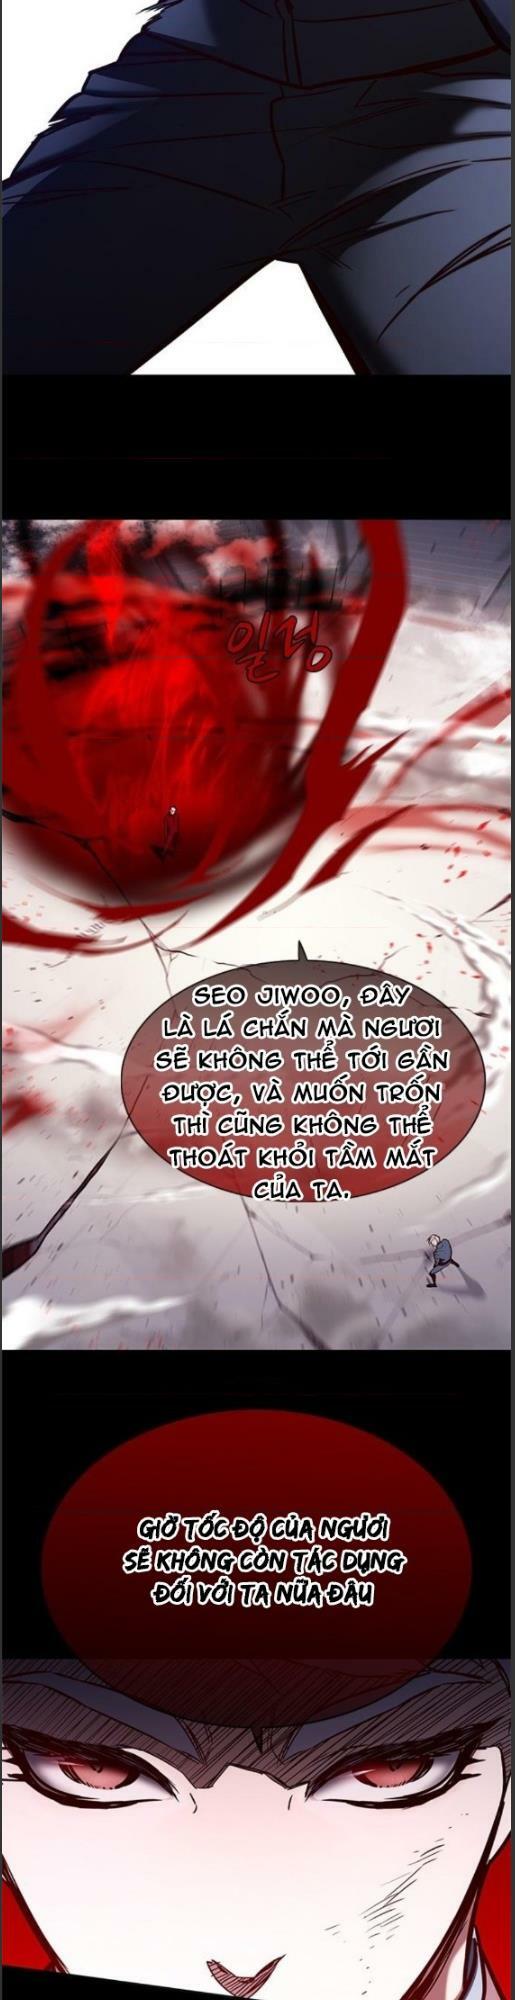 일렁
SEO JIWOO, ĐÂY
LÀ LÁ CHẮN MÀ NGƯƠI
SẼ KHÔNG THỂ TỚI GẦN
ĐƯỢC, VÀ MUỐN TRỐN
THÌ CŨNG KHÔNG THỂ
THOÁT KHỎI TẦM MẮT
CỦA TA.
GIỜ TỐC ĐỘ CỦA NGƯƠI
SẼ KHÔNG CÒN TÁC DỤNG
ĐỐI VỚI TA NỮA ĐÂU